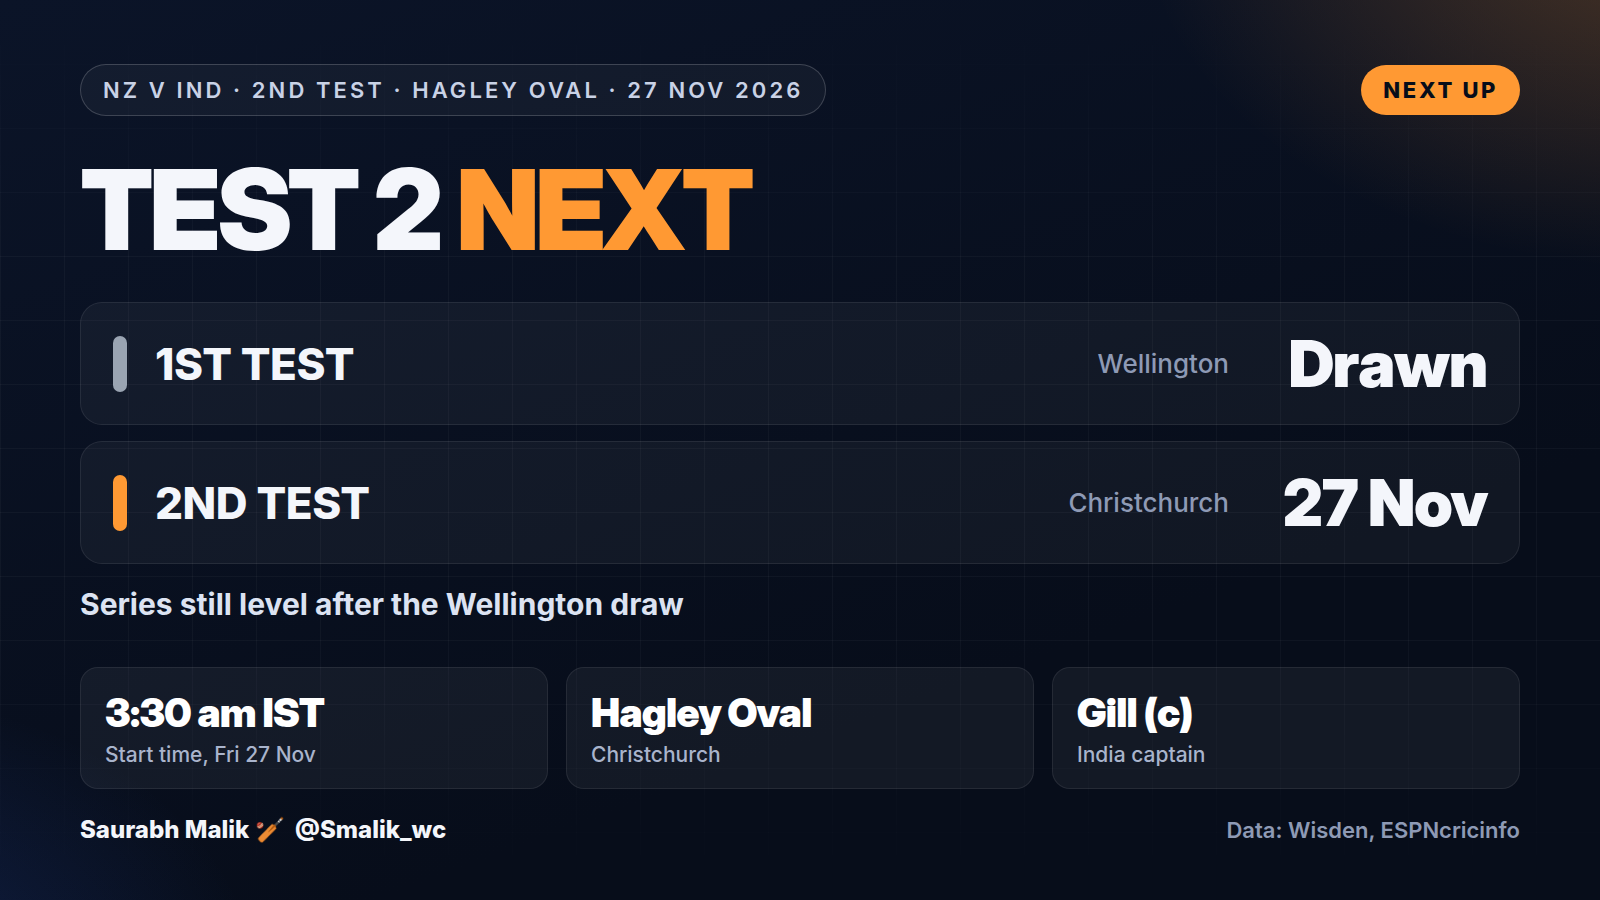 NZ V IND · 2ND TEST · HAGLEY OVAL · 27 NOV 2026
NEXT UP
TEST 2 NEXT
1ST TEST Wellington Drawn
2ND TEST Christchurch 27 Nov
Series still level after the Wellington draw
3:30 am IST
Start time, Fri 27 Nov
Hagley Oval
Christchurch
Gill (c)
India captain
Saurabh Malik 🏏 @Smalik_wc
Data: Wisden, ESPNcricinfo